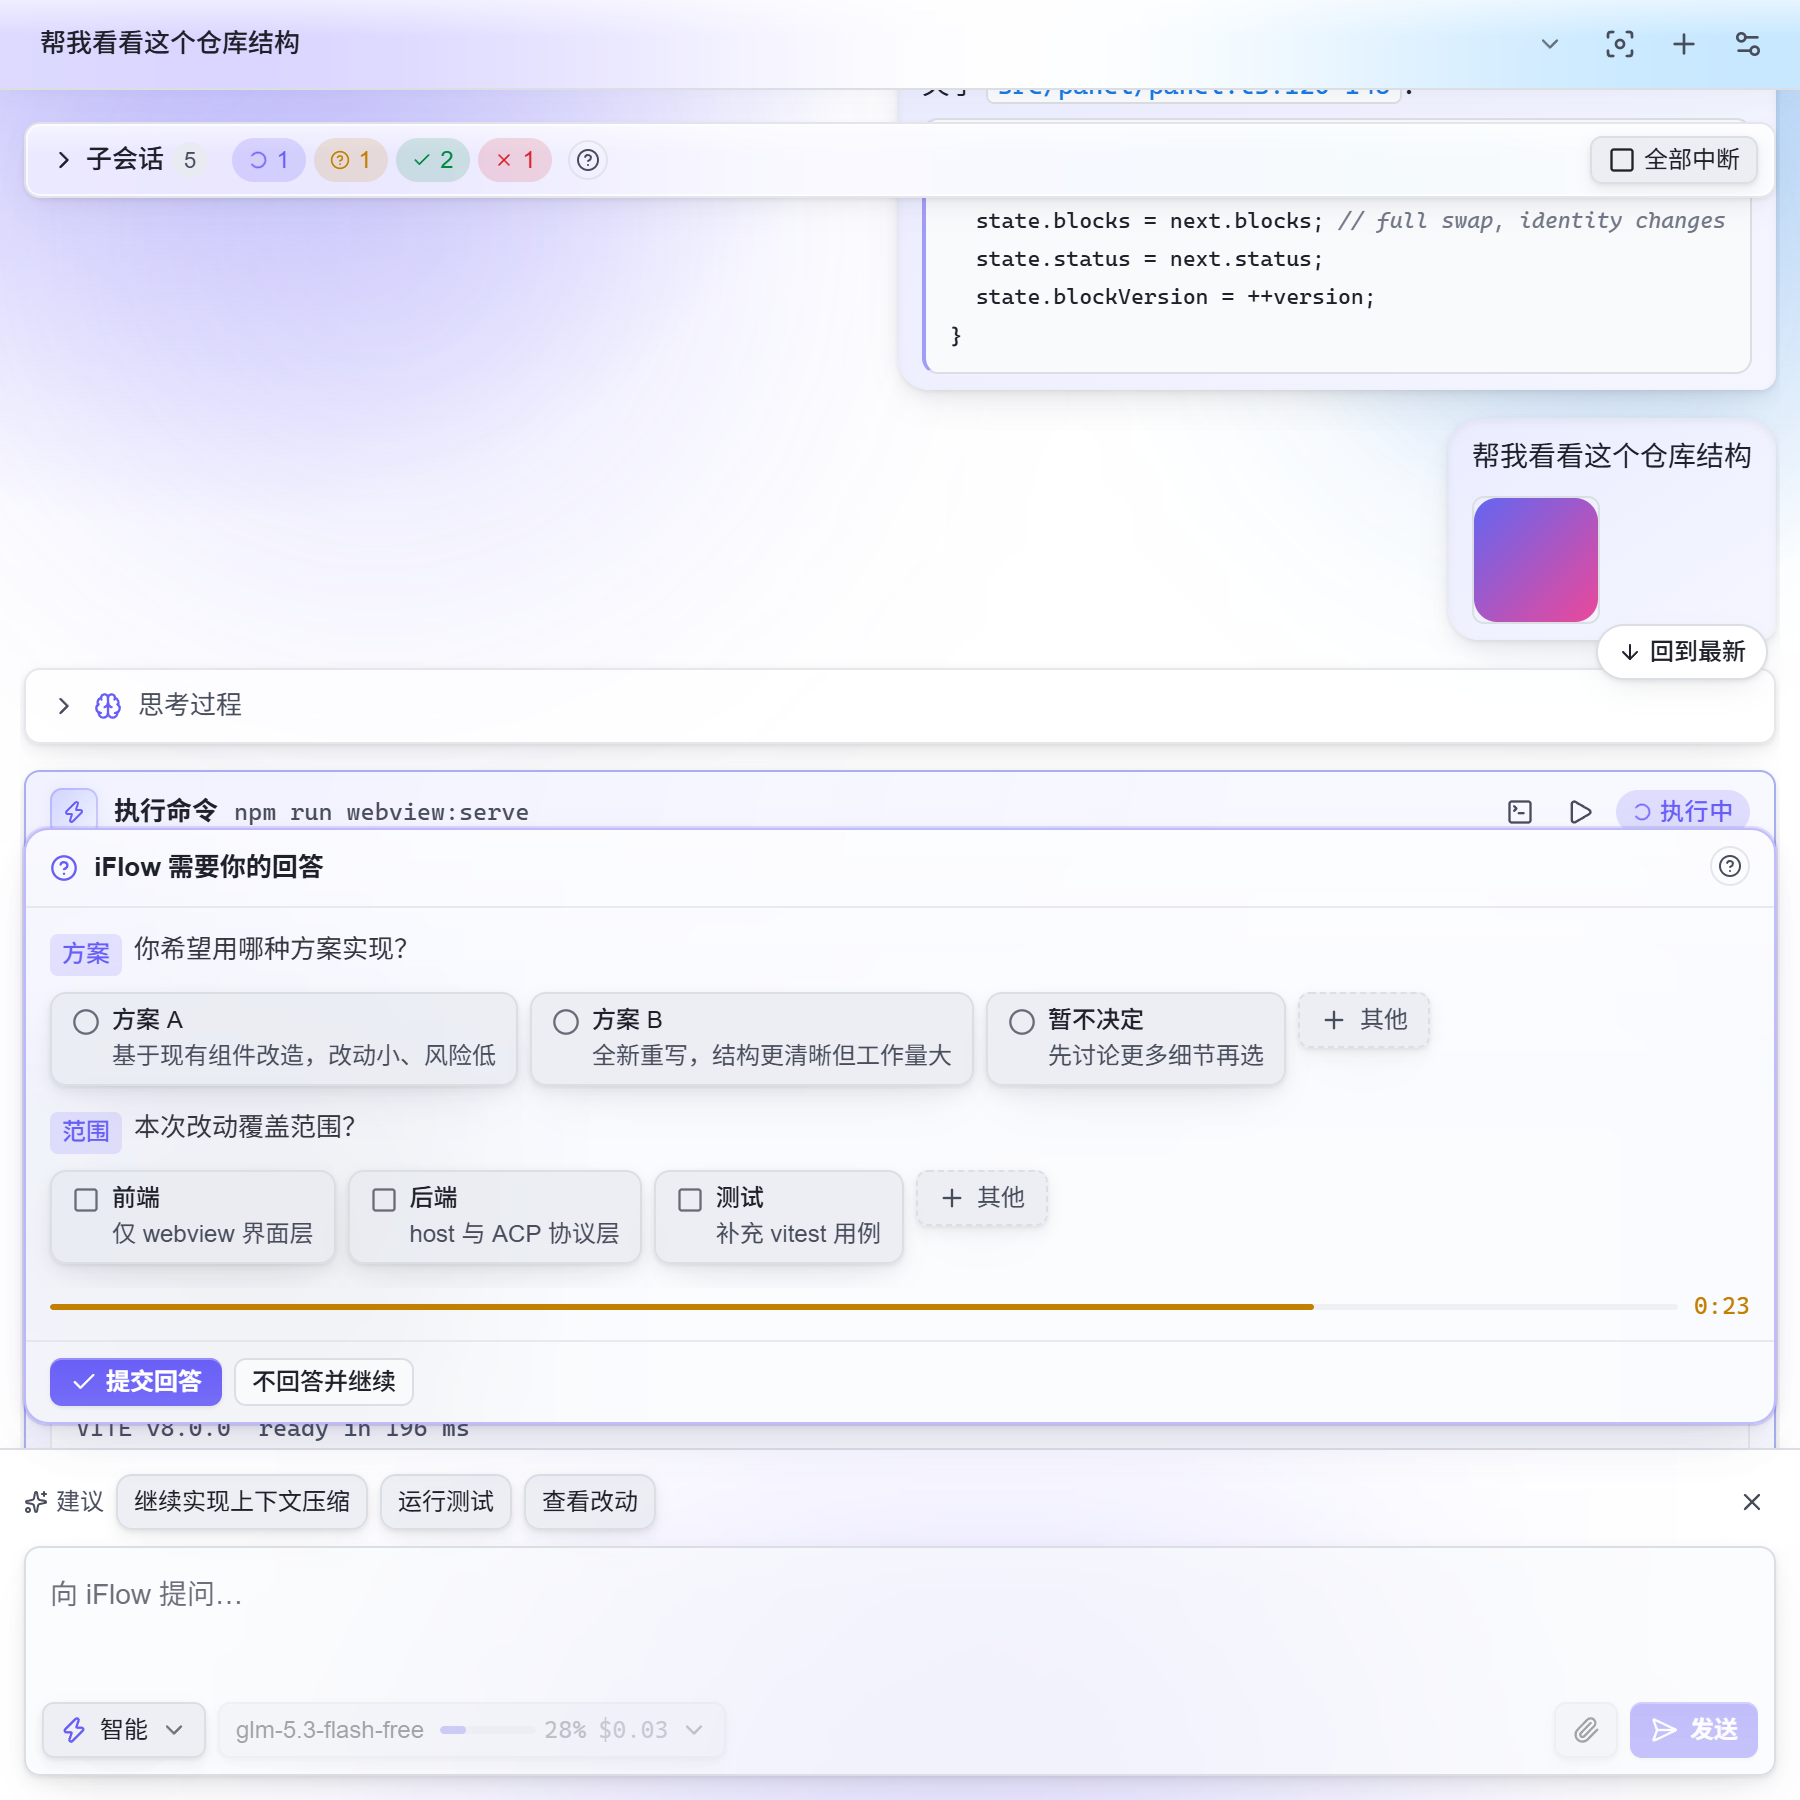 帮我看看这个仓库结构
子会话 5 1 1 2 1 全部中断
state.blocks = next.blocks; // full swap, identity changes
state.status = next.status;
state.blockVersion = ++version;
}
帮我看看这个仓库结构
回到最新
思考过程
执行命令 npm run webview:serve 执行中
iFlow 需要你的回答
方案 你希望用哪种方案实现？
方案 A
基于现有组件改造，改动小、风险低
方案 B
全新重写，结构更清晰但工作量大
暂不决定
先讨论更多细节再选
其他
范围 本次改动覆盖范围？
前端
仅 webview 界面层
后端
host 与 ACP 协议层
测试
补充 vitest 用例
其他
0:23
提交回答 不回答并继续
VITE v8.0.0 ready in 196 ms
建议 继续实现上下文压缩 运行测试 查看改动
向 iFlow 提问…
智能 glm-5.3-flash-free 28% $0.03 发送